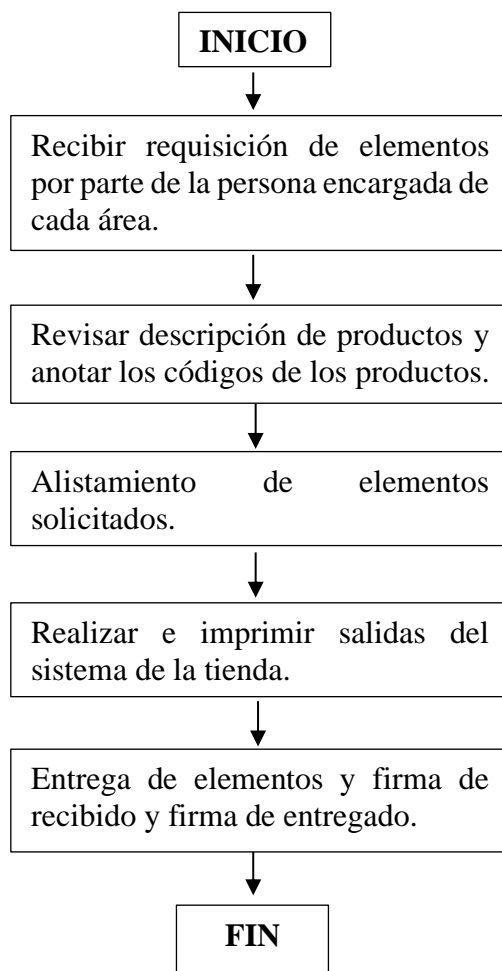 INICIO
Recibir requisición de elementos
por parte de la persona encargada de
cada área.
Revisar descripción de productos y
anotar los códigos de los productos.
Alistamiento de elementos
solicitados.
Realizar e imprimir salidas del
sistema de la tienda.
Entrega de elementos y firma de
recibido y firma de entregado.
FIN